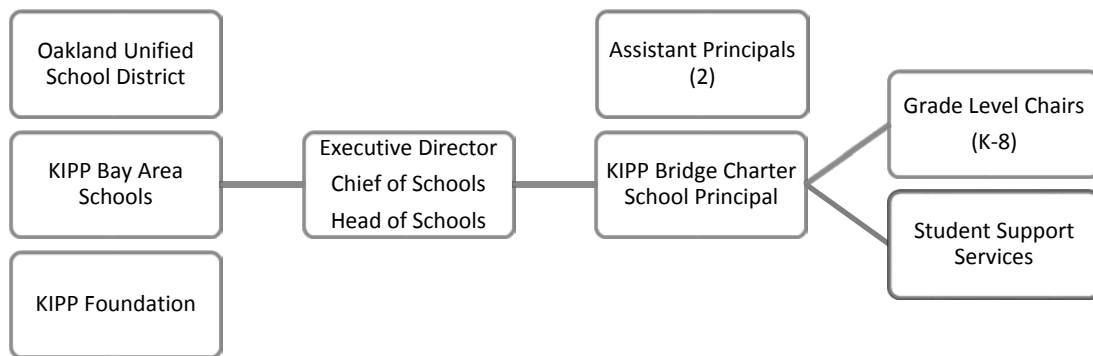 Oakland Unified
School District
KIPP Bay Area
Schools
KIPP Foundation
Executive Director
Chief of Schools
Head of Schools
Assistant Principals
(2)
KIPP Bridge Charter
School Principal
Grade Level Chairs
(K-8)
Student Support
Services